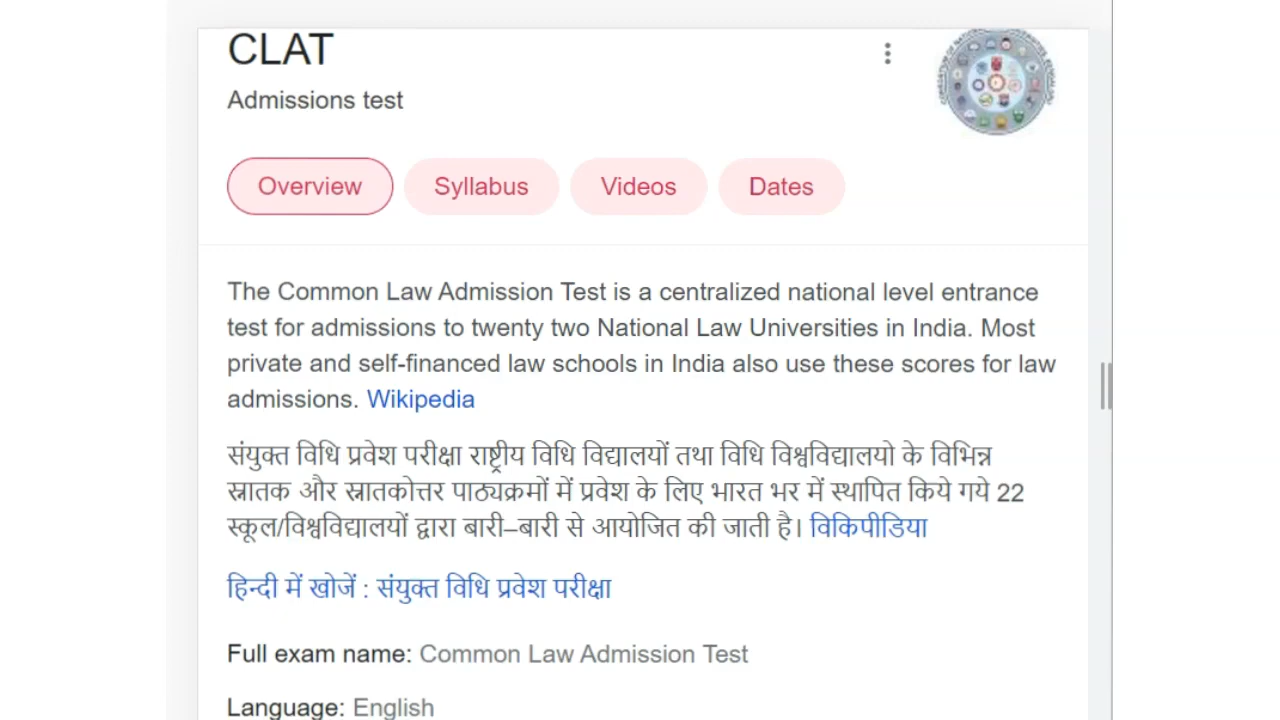 CLAT
Admissions test
Overview
Syllabus
Videos
Dates
The Common Law Admission Test is a centralized national level entrance
test for admissions to twenty two National Law Universities in India. Most
private and self-financed law schools in India also use these scores for law
admissions. Wikipedia
संयुक्त विधि प्रवेश परीक्षा राष्ट्रीय विधि विद्यालयों तथा विधि विश्वविद्यालयो के विभिन्न
स्नातक और स्नातकोत्तर पाठ्यक्रमों में प्रवेश के लिए भारत भर में स्थापित किये गये 22
स्कूल/विश्वविद्यालयों द्वारा बारी–बारी से आयोजित की जाती है। विकिपीडिया
हिन्दी में खोजें : संयुक्त विधि प्रवेश परीक्षा
Full exam name: Common Law Admission Test
Language: English